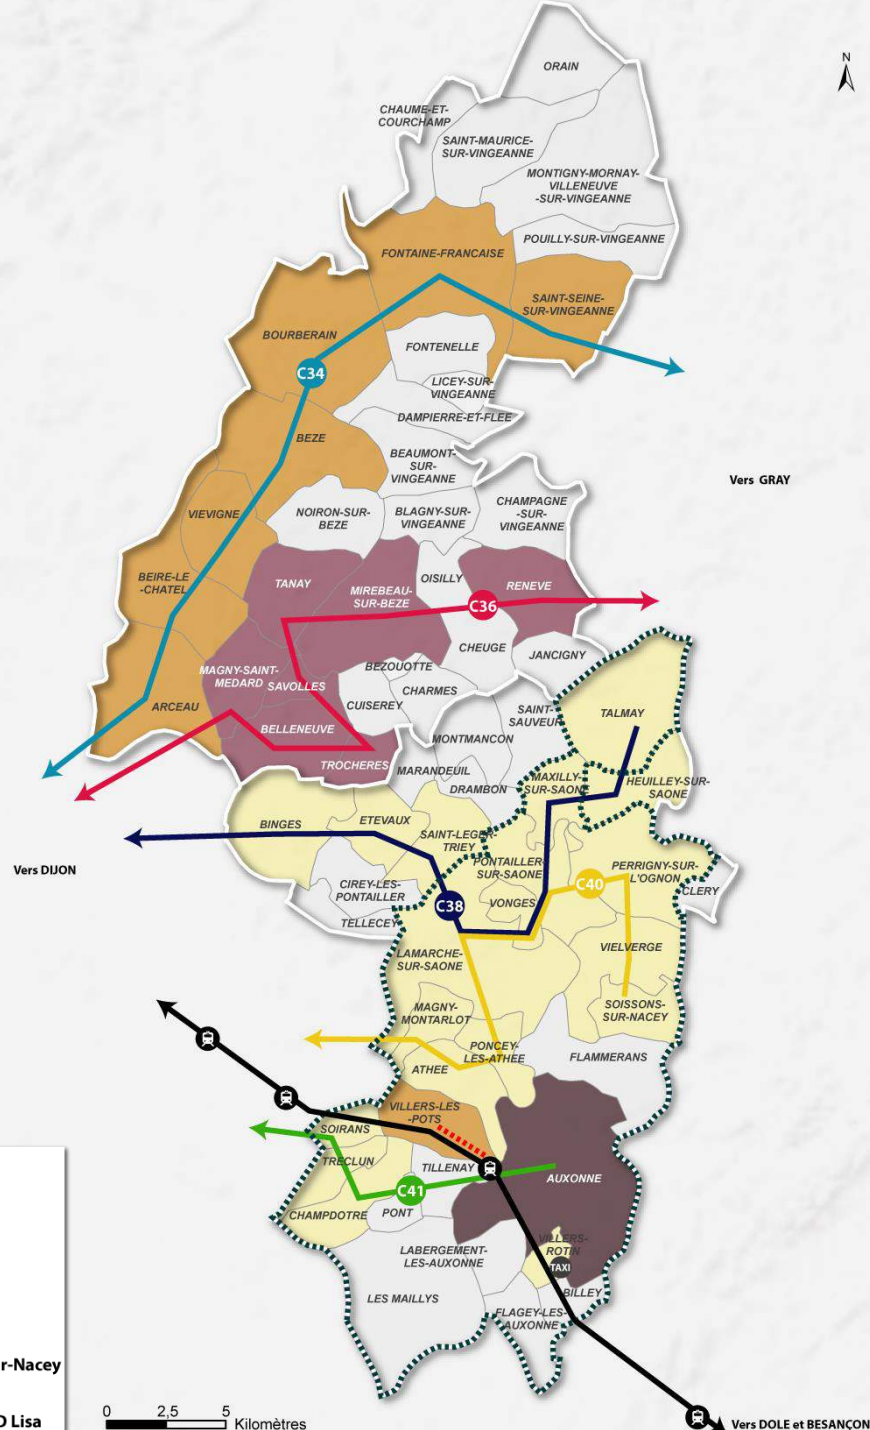 ORAIN
N
CHAUME-ET-
COURCHAMP
SAINT-MAURICE-
SUR-VINGEANNE
MONTIGNY-MORNAY-
VILLENEUVE
-SUR-VINGEANNE
POUILLY-SUR-VINGEANNE
FONTAINE-FRANCAISE
SAINT-SEINE-
SUR-VINGEANNE
BOURBERAIN
FONTENELLE
C34
LICEY-SUR-
VINGEANNE
DAMPIERRE-ET-FLEE
BEZE
BEAUMONT-
SUR-
VINGEANNE
Vers GRAY
VIEVIGNE
NOIRON-SUR-
BEZE
BLAGNY-SUR-
VINGEANNE
CHAMPAGNE
-SUR-
VINGEANNE
BEIRE-LE
-CHATEL
TANAY
MIREBEAU-
SUR-BEZE
OISILLY
RENEVE
C36
CHEUGE
JANCIGNY
MAGNY-SAINT-
MEDARD
SAVOLLES
BEZOUOTTE
CHARMES
CUISEREY
ARCEAU
BELLENEUVE
TROCHERES
SAINT-
SAUVEUR
TALMAY
MONTMANCON
MARANDEUIL
DRAMBON
MAXILLY-
SUR-SAONE
HEUILLEY-SUR-
SAONE
BINGES
ETEVAUX
SAINT-LEGER-
TRIEY
Vers DIJON
PONTAILLER-
SUR-SAONE
PERRIGNY-SUR-
L'OGNON
CIREY-LES-
PONTAILLER
C40
CLERY
C38
VONGES
TELLECEY
LAMARCHE-
SUR-SAONE
VIELVERGE
SOISSONS-
SUR-NACEY
MAGNY-
MONTARLOT
PONCEY-
LES-ATHEE
FLAMMERANS
ATHEE
VILLERS-LES
-POTS
SOIRANS
TRECLUN
TILLENAY
AUXONNE
C41
CHAMPDOTRE
PONT
VILLERS-
ROTIN
LABERGEMENT-
LES-AUXONNE
TAXI
LES MAILLYS
BILLEY
FLAGEY-LES-
AUXONNE
r-Nacey
D Lisa
0 2,5 5
Kilomètres
Vers DOLE et BESANÇON